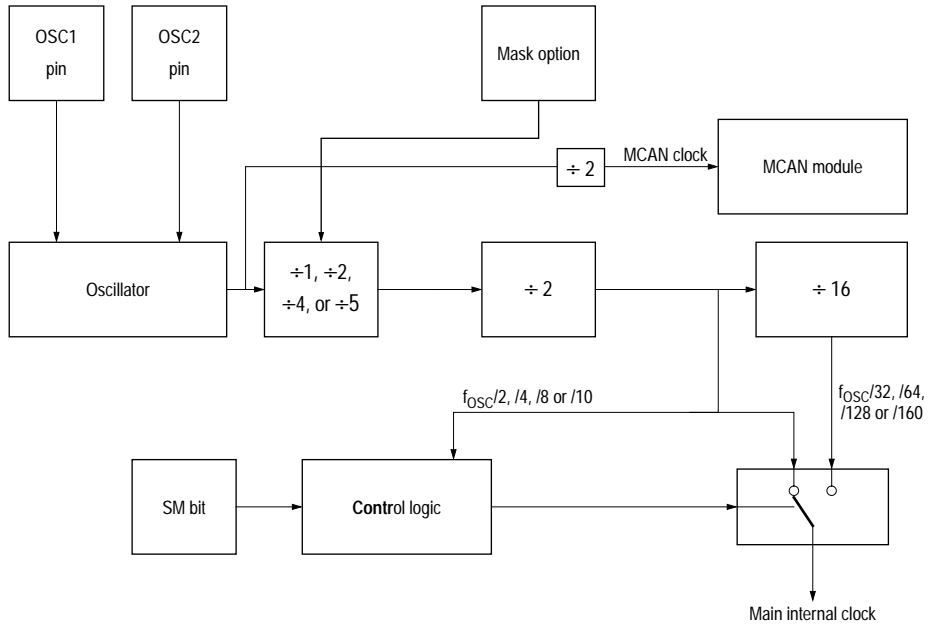 OSC1
pin
OSC2
pin
Mask option
÷ 2
MCAN clock
MCAN module
Oscillator
÷1, ÷2,
÷4, or ÷5
÷ 2
÷ 16
fOSC/2, /4, /8 or /10
fOSC/32, /64,
/128 or /160
SM bit
Control logic
Main internal clock